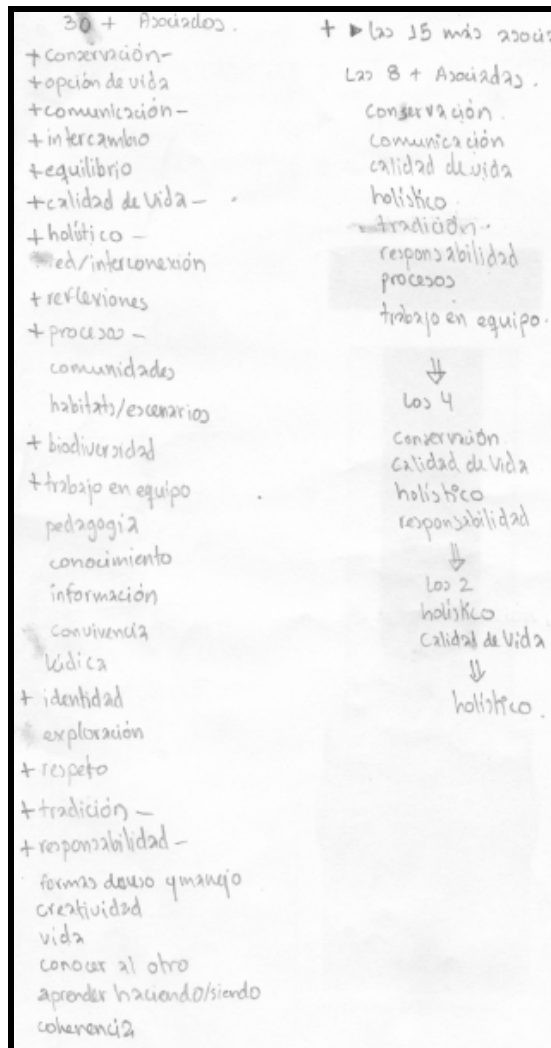 30 + Asociados.
+ conservación -
+ opción de vida
+ comunicación -
+ intercambio
+ equilibrio
+ calidad de vida -
+ holítico -
red/interconexión
+ reflexiones
+ procesos -
comunidades
habitats/escenarios
+ biodiversidad
+ trabajo en equipo
pedagogía
conocimiento
información
convivencia
lúdica
+ identidad
exploración
+ respeto
+ tradición -
+ responsabilidad -
formas de uso y manejo
creatividad
vida
conocer al otro
aprender haciendo/siendo
coherencia
+ ▶ las 15 más asocia
Las 8 + Asociadas.
conservación.
comunicación
calidad de vida
holístico
tradición.
responsabilidad
procesos
trabajo en equipo.
⇓
Los 4
conservación.
calidad de vida
holístico
responsabilidad
⇓
Los 2
holístico
calidad de vida
⇓
holístico.